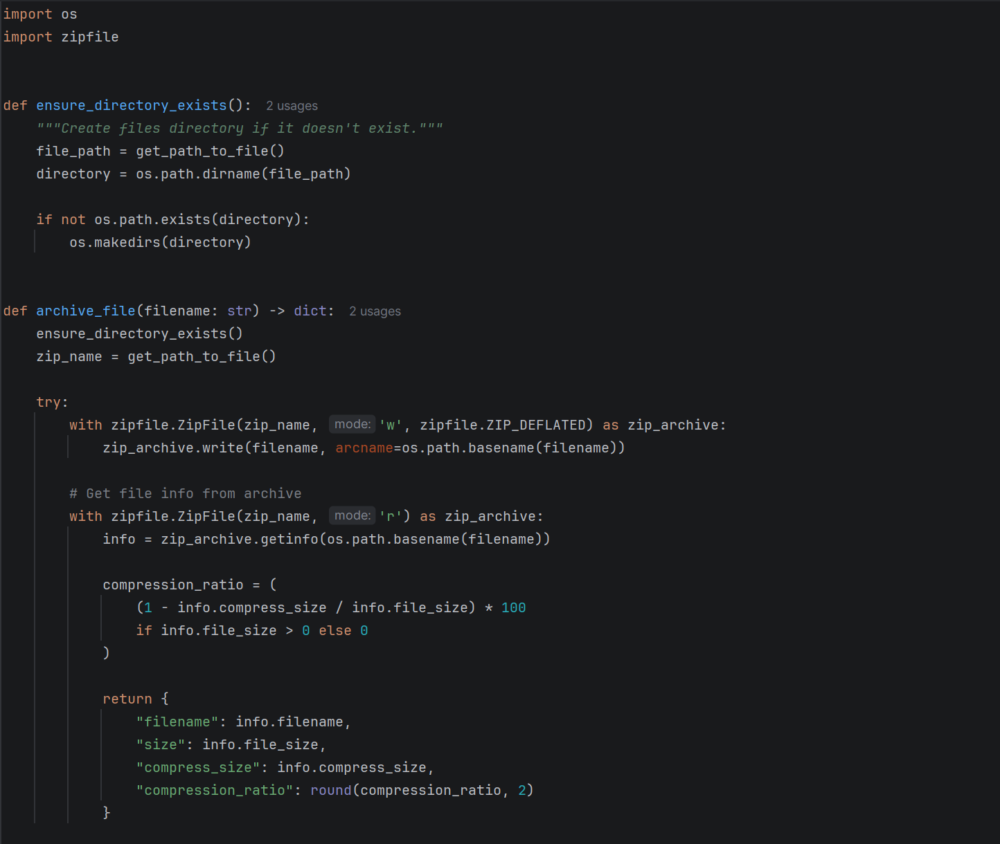 import os
import zipfile
def ensure_directory_exists():  2 usages
    """Create files directory if it doesn't exist."""
    file_path = get_path_to_file()
    directory = os.path.dirname(file_path)
    if not os.path.exists(directory):
        os.makedirs(directory)
def archive_file(filename: str) -> dict:  2 usages
    ensure_directory_exists()
    zip_name = get_path_to_file()
    try:
        with zipfile.ZipFile(zip_name, mode: 'w', zipfile.ZIP_DEFLATED) as zip_archive:
            zip_archive.write(filename, arcname=os.path.basename(filename))
        # Get file info from archive
        with zipfile.ZipFile(zip_name, mode: 'r') as zip_archive:
            info = zip_archive.getinfo(os.path.basename(filename))
            compression_ratio = (
                (1 - info.compress_size / info.file_size) * 100
                if info.file_size > 0 else 0
            )
            return {
                "filename": info.filename,
                "size": info.file_size,
                "compress_size": info.compress_size,
                "compression_ratio": round(compression_ratio, 2)
            }